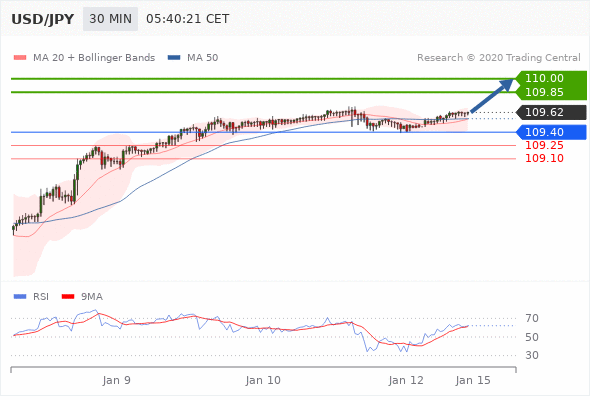 USD/JPY 30 MIN 05:40:21 CET
MA 20 + Bollinger Bands MA 50 Research © 2020 Trading Central
110.00
109.85
109.62
109.40
109.25
109.10
RSI 9MA
70
50
30
Jan 9 Jan 10 Jan 12 Jan 15